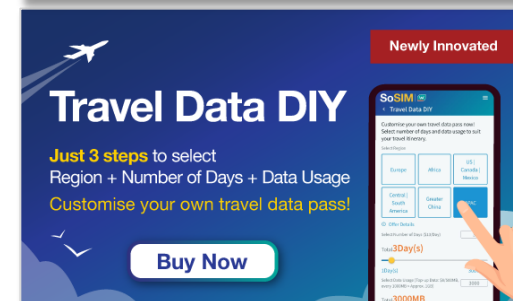 Newly Innovated
Travel Data DIY
Just 3 steps to select
Region + Number of Days + Data Usage
Customise your own travel data pass!
Buy Now
SoSIM
Travel Data DIY
Customise your own travel data pass now!
Select number of days and data usage to suit
your travel itinerary.
Select Region
Europe
Africa
US |
Canada |
Mexico
Central |
South
America
Greater
China
Offer Details
Total 3Day(s)
Total 3000MB